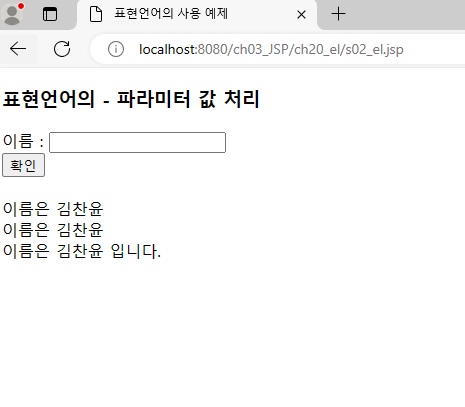 표현언어의 사용 예제
localhost:8080/ch03_JSP/ch20_el/s02_el.jsp
표현언어의 - 파라미터 값 처리
이름 :
확인
이름은 김찬윤
이름은 김찬윤
이름은 김찬윤 입니다.